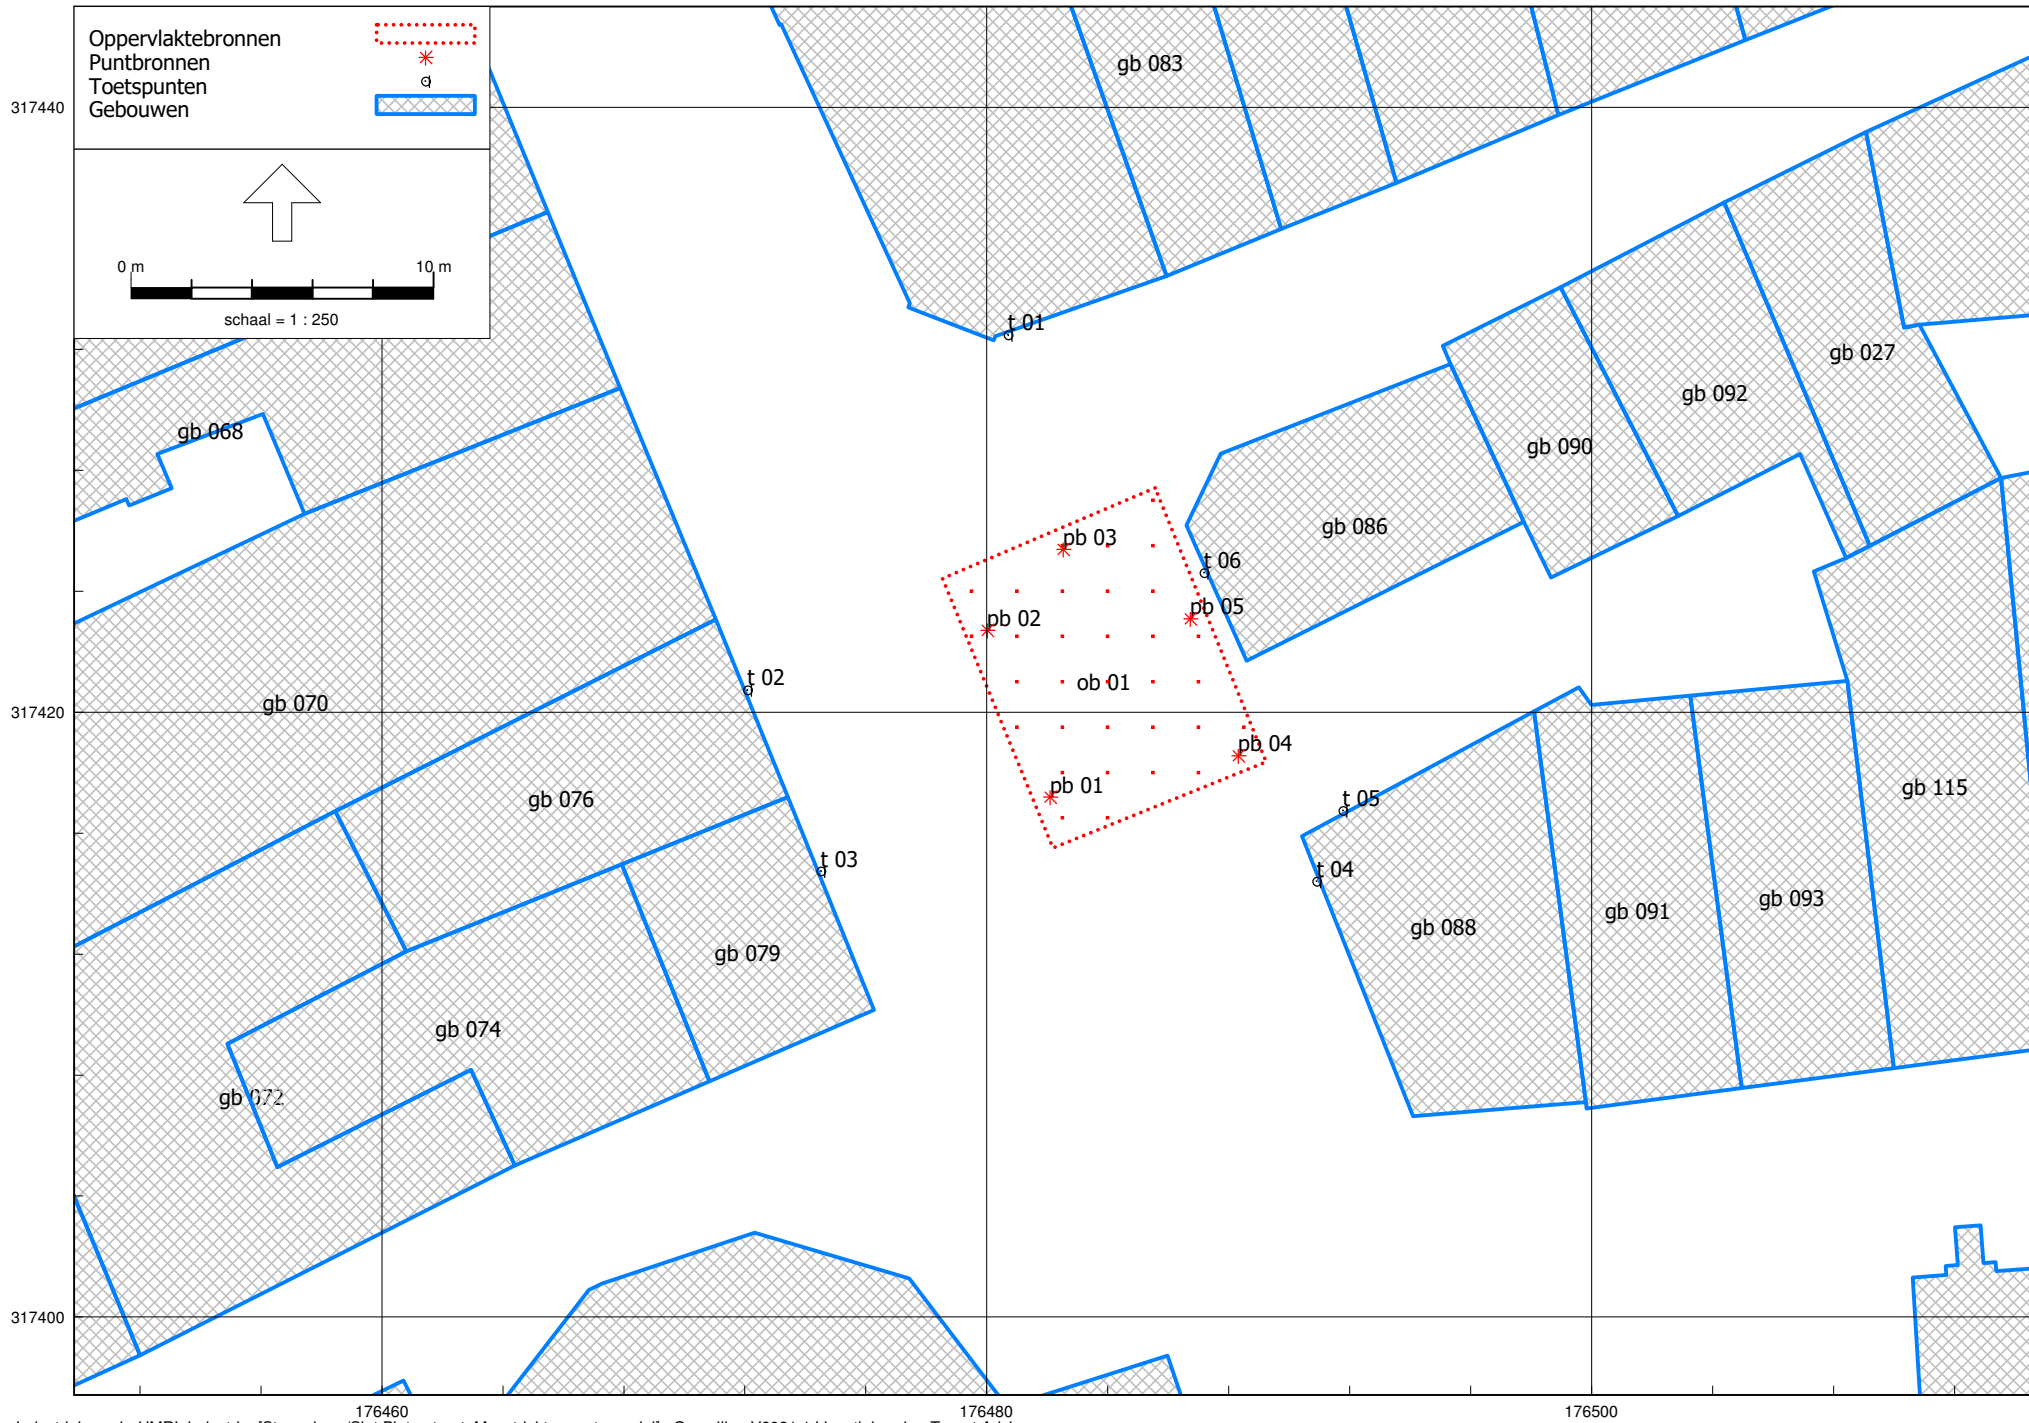 Oppervlaktebronnen
Puntbronnen
Toetspunten
Gebouwen
0 m 10 m
schaal = 1 : 250
317440
317420
317400
176460 176480 176500
gb 083
t 01
gb 027
gb 092
gb 068
gb 090
gb 086
pb 03
t 06
pb 05
pb 02
t 02
ob 01
gb 070
pb 04
pb 01
gb 115
gb 076
t 05
t 03
t 04
gb 093
gb 091
gb 088
gb 079
gb 074
gb 072